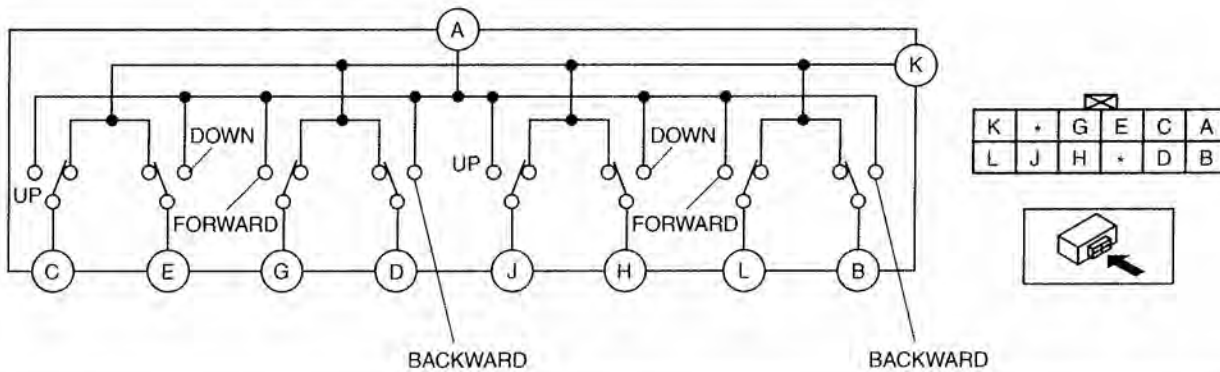 A
K
DOWN
DOWN
UP
UP
FORWARD
FORWARD
C E G D J H L B
BACKWARD
BACKWARD
K * G E C A
L J H * D B